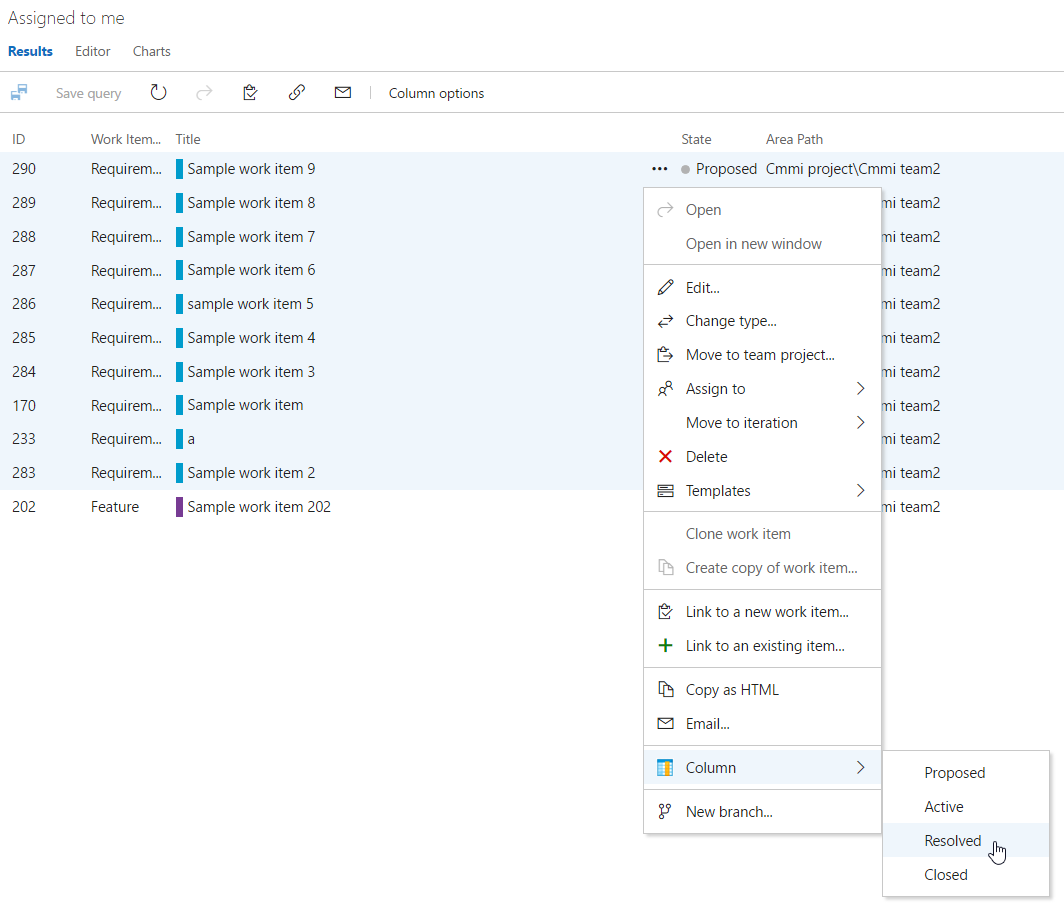 Assigned to me
Results Editor Charts
Save query Column options
ID Work Item... Title State Area Path
290 Requirem... Sample work item 9 ••• Proposed Cmmi project\Cmmi team2
289 Requirem... Sample work item 8 mi team2
288 Requirem... Sample work item 7 mi team2
287 Requirem... Sample work item 6 mi team2
286 Requirem... sample work item 5 mi team2
285 Requirem... Sample work item 4 mi team2
284 Requirem... Sample work item 3 mi team2
170 Requirem... Sample work item mi team2
233 Requirem... a mi team2
283 Requirem... Sample work item 2 mi team2
202 Feature Sample work item 202 mi team2
Open
Open in new window
Edit...
Change type...
Move to team project...
Assign to
Move to iteration
Delete
Templates
Clone work item
Create copy of work item...
Link to a new work item...
Link to an existing item...
Copy as HTML
Email...
Column
New branch...
Proposed
Active
Resolved
Closed